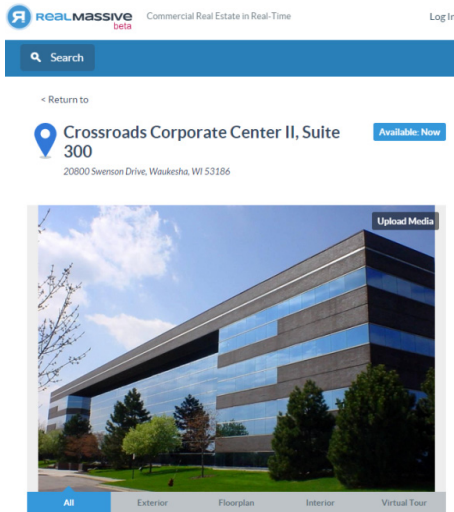 REALMASSIVE
beta
Commercial Real Estate in Real-Time
Log In
Search
< Return to
Crossroads Corporate Center II, Suite
300
Available: Now
20800 Swenson Drive, Waukesha, WI 53186
Upload Media
All Exterior Floorplan Interior Virtual Tour